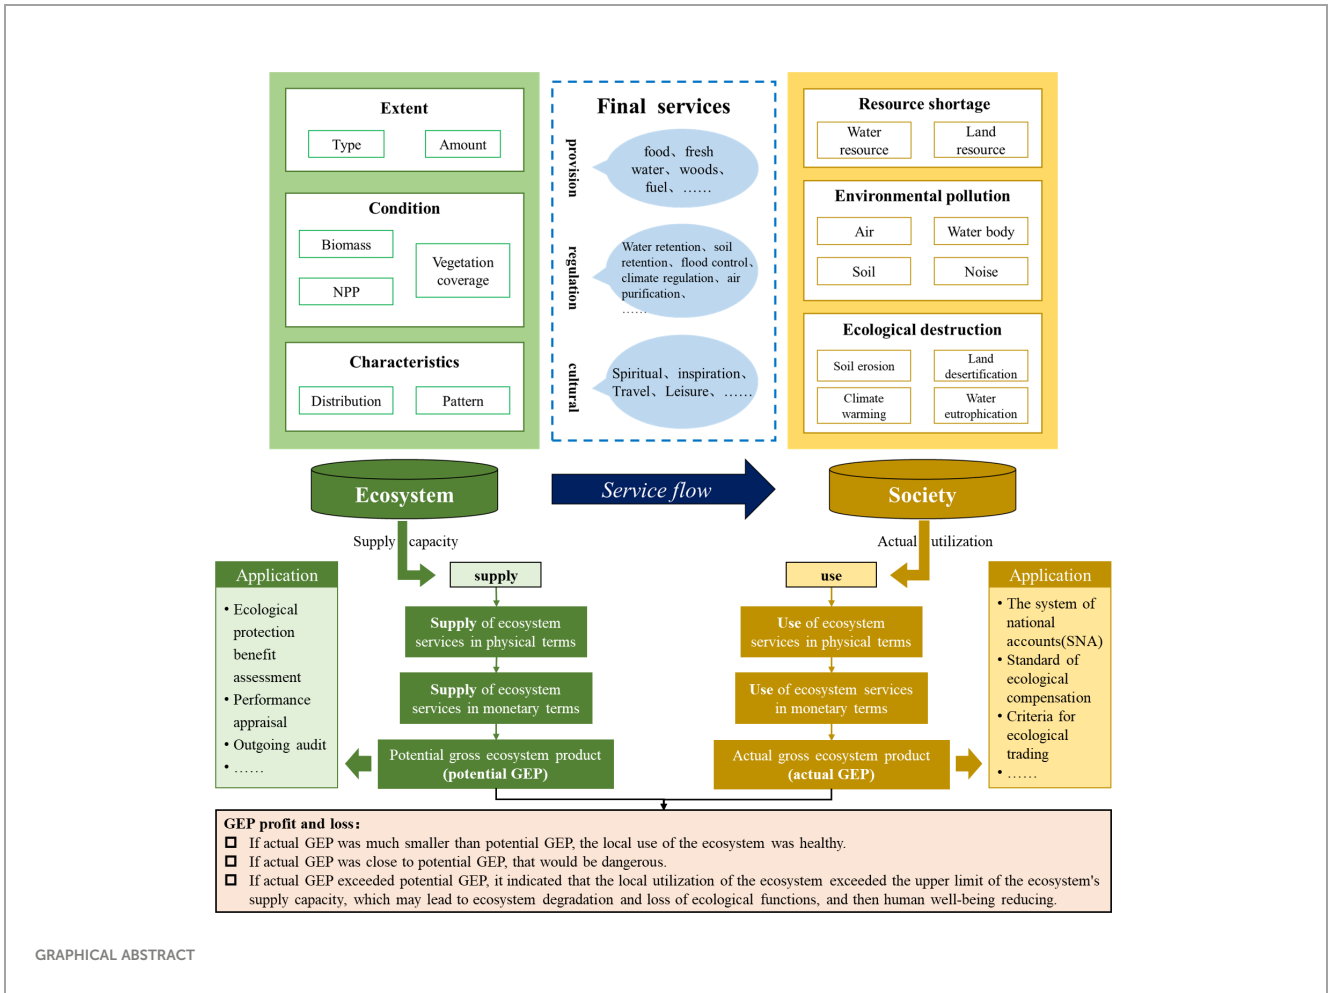 Extent
Type
Amount
Condition
Biomass
NPP
Vegetation
coverage
Characteristics
Distribution
Pattern
Final services
provision
food、fresh
water、woods、
fuel、……
regulation
Water retention、soil
retention、flood control、
climate regulation、air
purification、
……
cultural
Spiritual、inspiration、
Travel、Leisure、……
Resource shortage
Water
resource
Land
resource
Environmental pollution
Air
Water body
Soil
Noise
Ecological destruction
Soil erosion
Land
desertification
Climate
warming
Water
eutrophication
Ecosystem
Service flow
Society
Supply capacity
Actual utilization
Application
• Ecological
protection
benefit
assessment
• Performance
appraisal
• Outgoing audit
• ……
supply
Supply of ecosystem
services in physical terms
Supply of ecosystem
services in monetary terms
Potential gross ecosystem product
(potential GEP)
use
Use of ecosystem
services in physical terms
Use of ecosystem services
in monetary terms
Actual gross ecosystem product
(actual GEP)
Application
• The system of
national
accounts(SNA)
• Standard of
ecological
compensation
• Criteria for
ecological
trading
• ……
GEP profit and loss：
If actual GEP was much smaller than potential GEP, the local use of the ecosystem was healthy.
If actual GEP was close to potential GEP, that would be dangerous.
If actual GEP exceeded potential GEP, it indicated that the local utilization of the ecosystem exceeded the upper limit of the ecosystem's
supply capacity, which may lead to ecosystem degradation and loss of ecological functions, and then human well-being reducing.
GRAPHICAL ABSTRACT